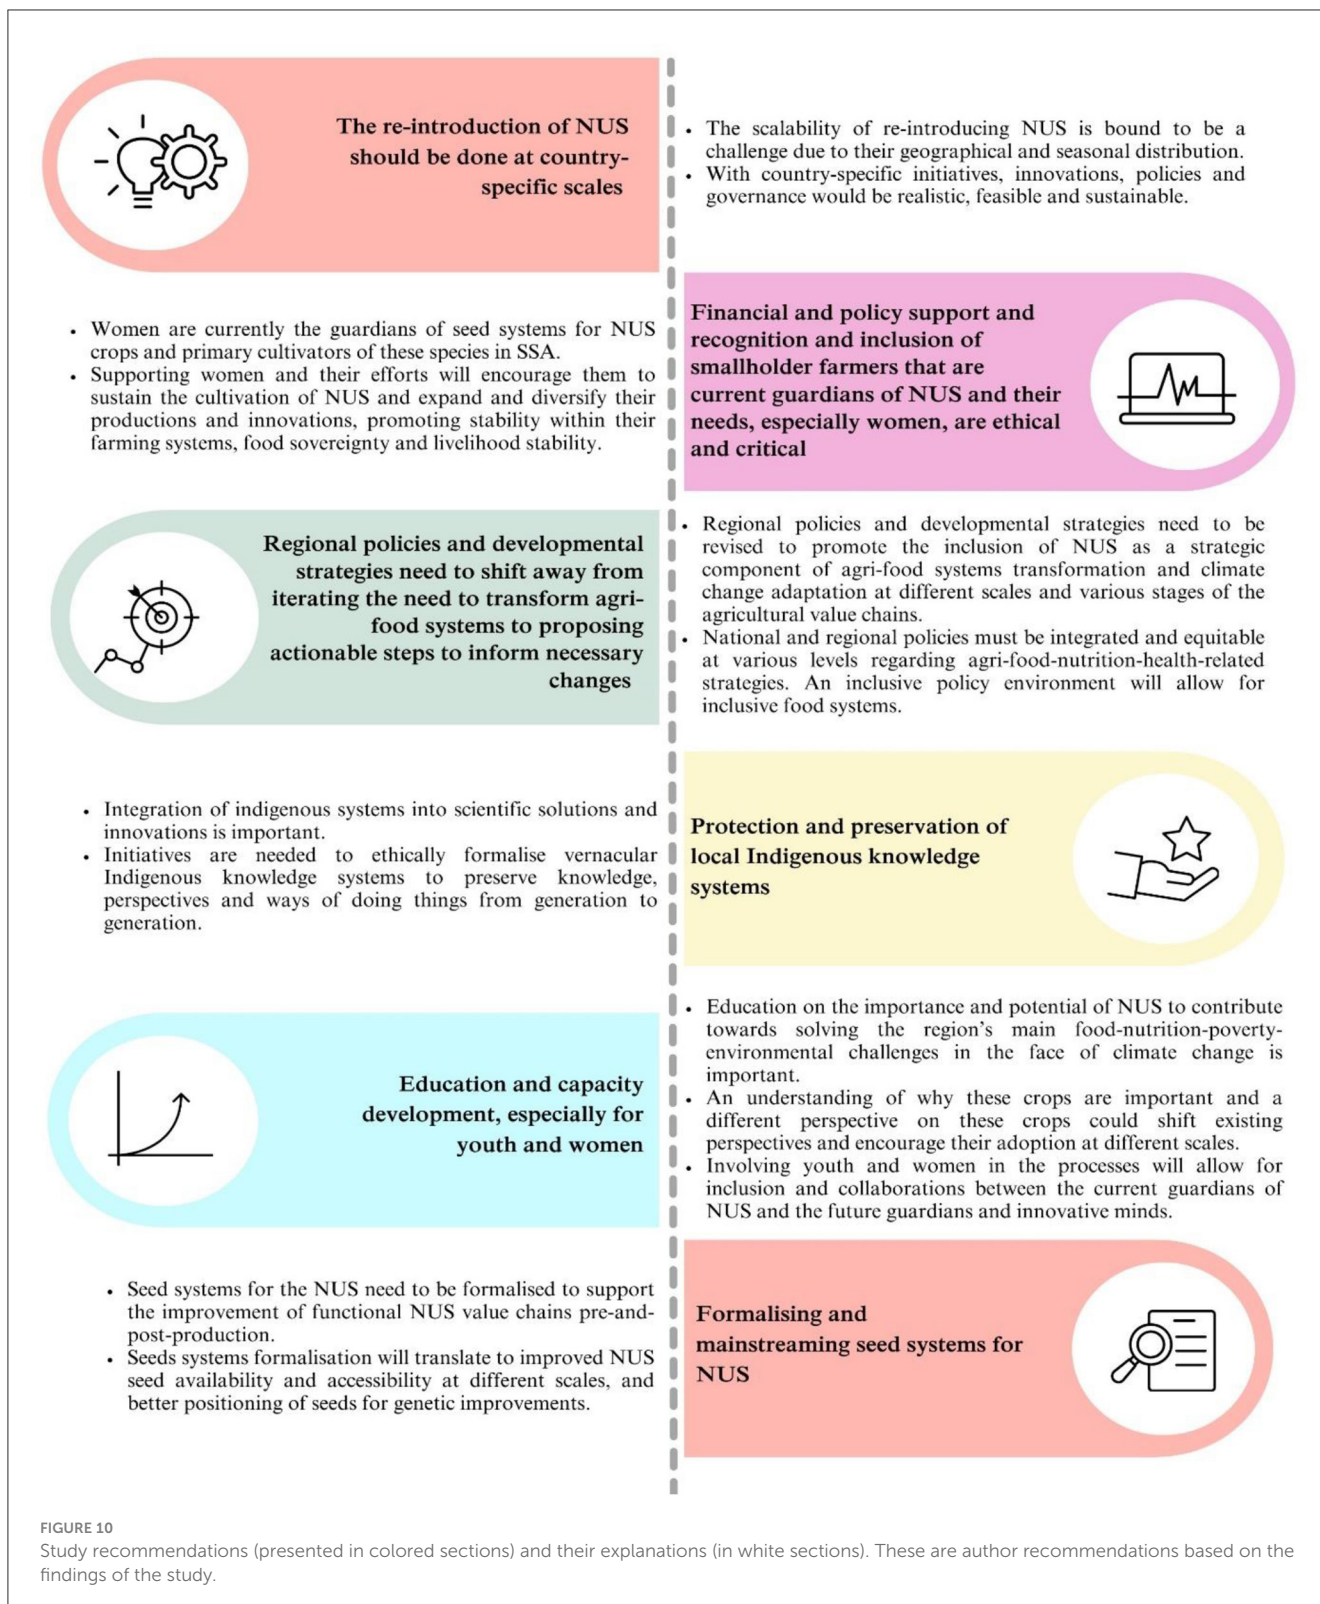 The re-introduction of NUS
should be done at country-
specific scales
• The scalability of re-introducing NUS is bound to be a
challenge due to their geographical and seasonal distribution.
• With country-specific initiatives, innovations, policies and
governance would be realistic, feasible and sustainable.
• Women are currently the guardians of seed systems for NUS
crops and primary cultivators of these species in SSA.
• Supporting women and their efforts will encourage them to
sustain the cultivation of NUS and expand and diversify their
productions and innovations, promoting stability within their
farming systems, food sovereignty and livelihood stability.
Financial and policy support and
recognition and inclusion of
smallholder farmers that are
current guardians of NUS and their
needs, especially women, are ethical
and critical
Regional policies and developmental
strategies need to shift away from
iterating the need to transform agri-
food systems to proposing
actionable steps to inform necessary
changes
• Regional policies and developmental strategies need to be
revised to promote the inclusion of NUS as a strategic
component of agri-food systems transformation and climate
change adaptation at different scales and various stages of the
agricultural value chains.
• National and regional policies must be integrated and equitable
at various levels regarding agri-food-nutrition-health-related
strategies. An inclusive policy environment will allow for
inclusive food systems.
• Integration of indigenous systems into scientific solutions and
innovations is important.
• Initiatives are needed to ethically formalise vernacular
Indigenous knowledge systems to preserve knowledge,
perspectives and ways of doing things from generation to
generation.
Protection and preservation of
local Indigenous knowledge
systems
Education and capacity
development, especially for
youth and women
• Education on the importance and potential of NUS to contribute
towards solving the region's main food-nutrition-poverty-
environmental challenges in the face of climate change is
important.
• An understanding of why these crops are important and a
different perspective on these crops could shift existing
perspectives and encourage their adoption at different scales.
• Involving youth and women in the processes will allow for
inclusion and collaborations between the current guardians of
NUS and the future guardians and innovative minds.
• Seed systems for the NUS need to be formalised to support
the improvement of functional NUS value chains pre-and-
post-production.
• Seeds systems formalisation will translate to improved NUS
seed availability and accessibility at different scales, and
better positioning of seeds for genetic improvements.
Formalising and
mainstreaming seed systems for
NUS
FIGURE 10
Study recommendations (presented in colored sections) and their explanations (in white sections). These are author recommendations based on the
findings of the study.